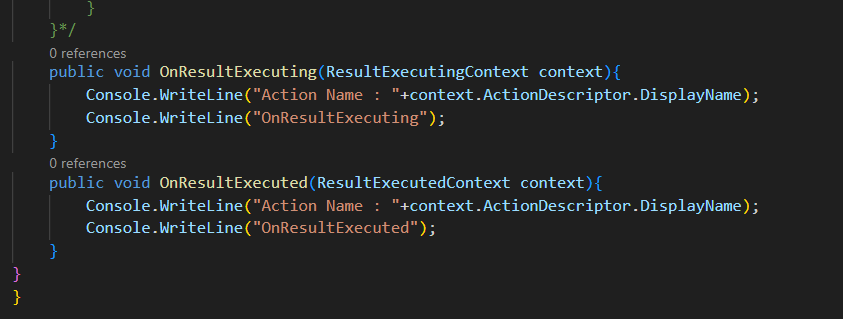 }
}*/
0 references
public void OnResultExecuting(ResultExecutingContext context){
Console.WriteLine("Action Name : "+context.ActionDescriptor.DisplayName);
Console.WriteLine("OnResultExecuting");
}
0 references
public void OnResultExecuted(ResultExecutedContext context){
Console.WriteLine("Action Name : "+context.ActionDescriptor.DisplayName);
Console.WriteLine("OnResultExecuted");
}
}
}